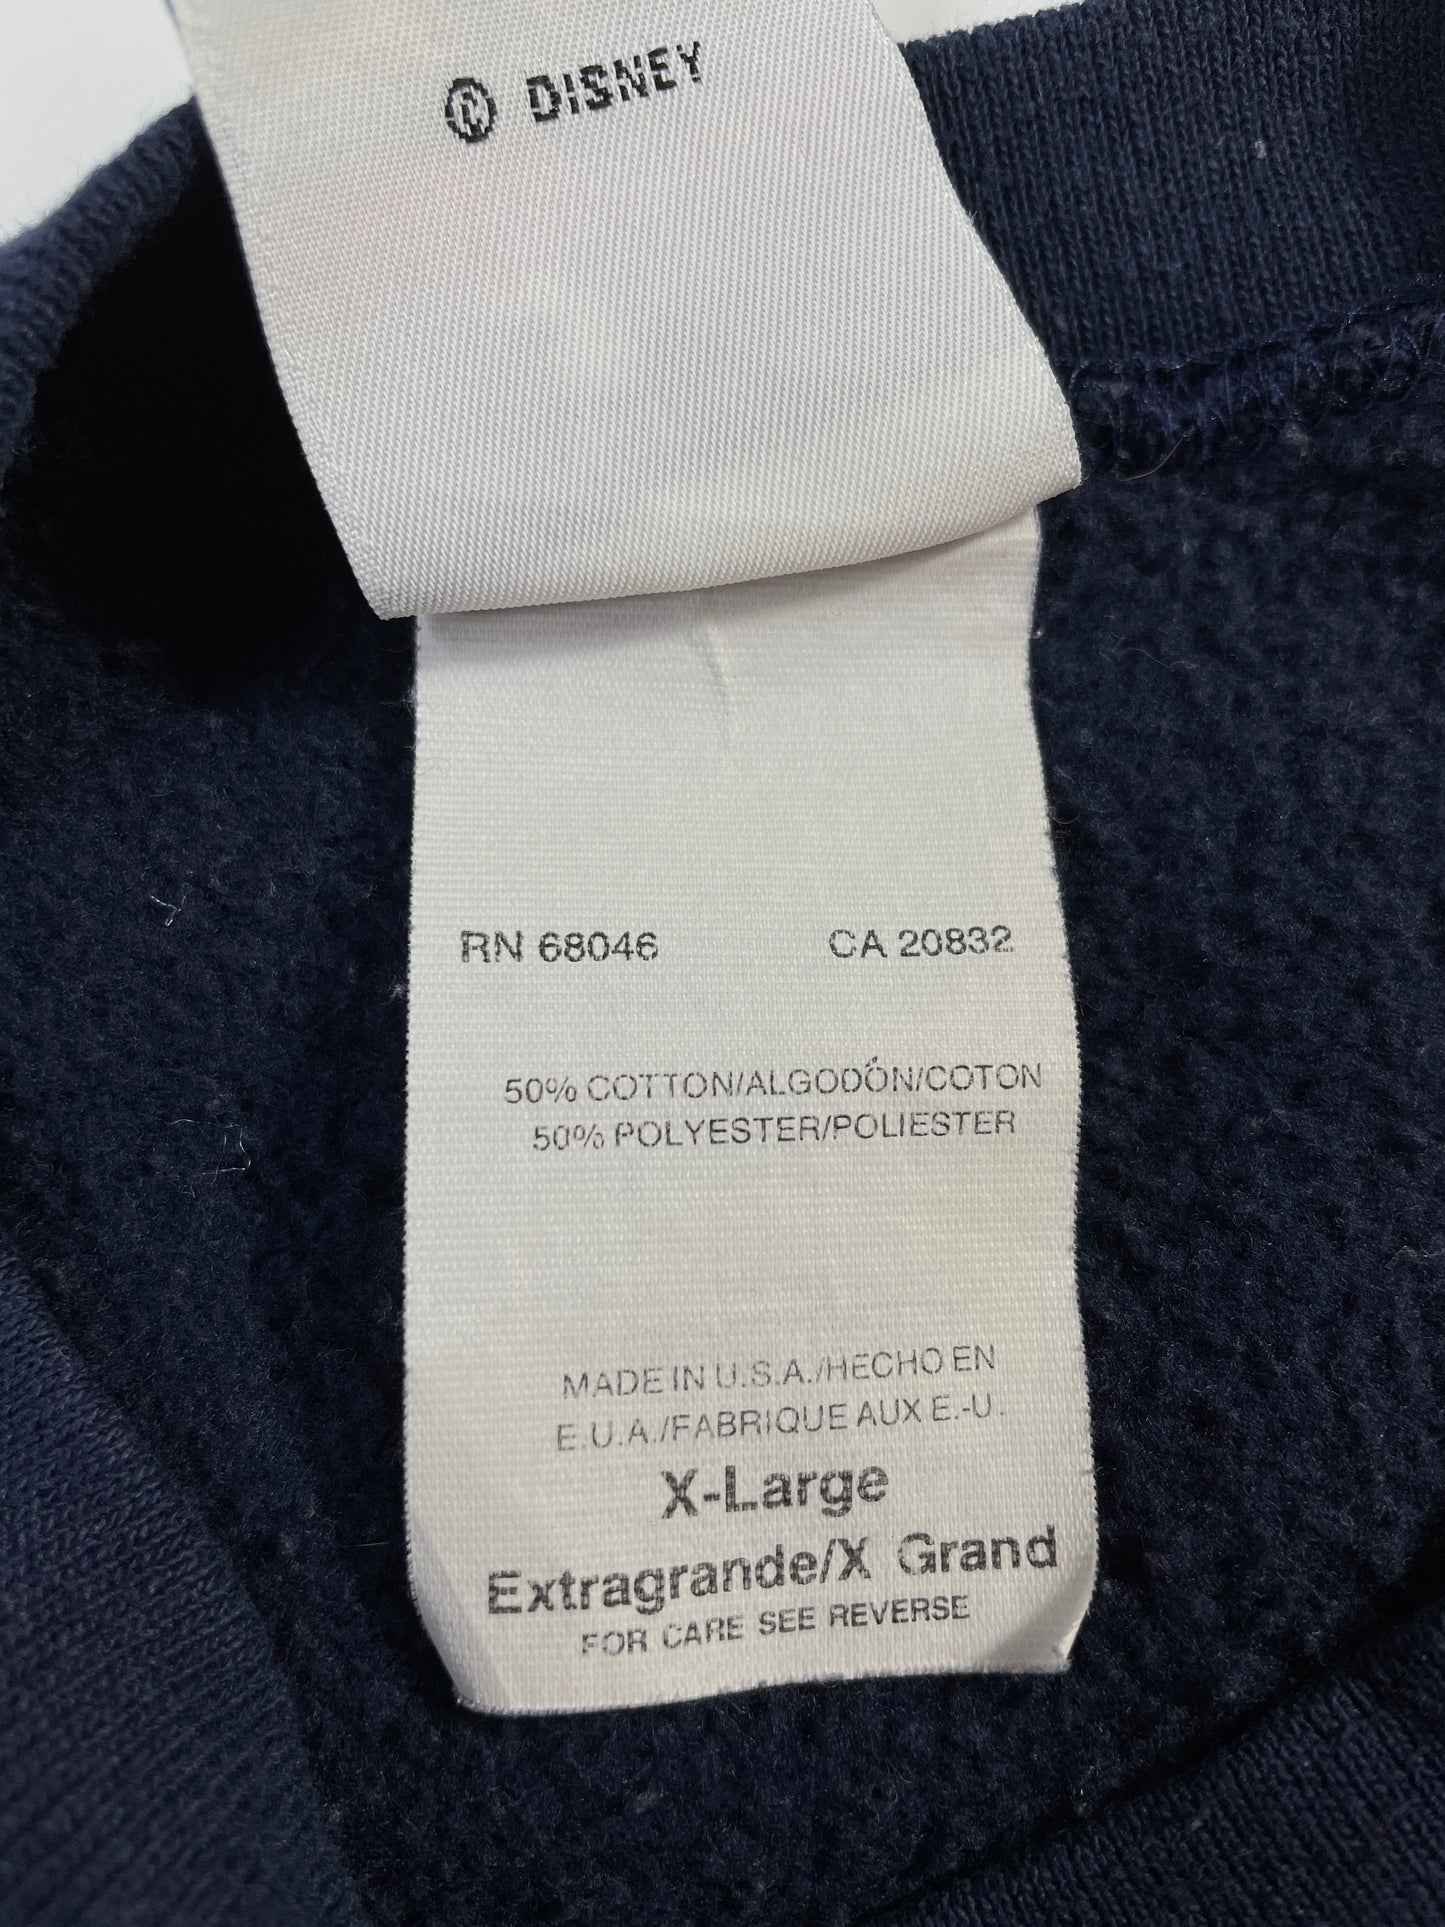 ® DISNEY
RN 68046 CA 20832
50% COTTON/ALGODÓN/COTON
50% POLYESTER/POLIESTER
MADE IN U.S.A./HECHO EN
E.U.A./FABRIQUE AUX E.-U.
X-Large
Extragrande/X Grand
FOR CARE SEE REVERSE